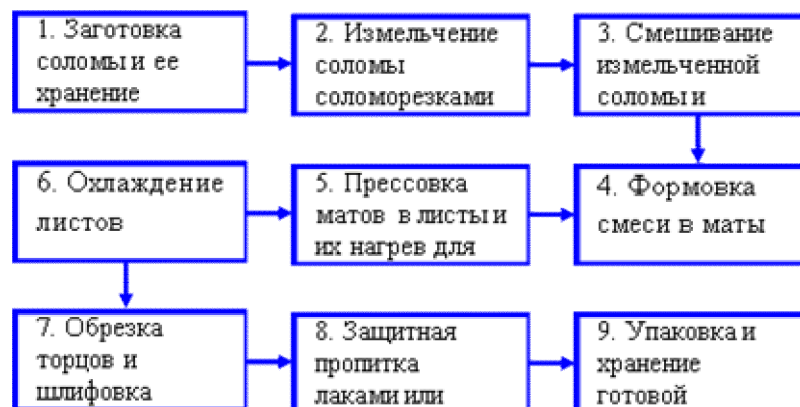 1. Заготовка
соломы и ее
хранение
2. Измельчение
соломы
соломорезками
3. Смешивание
измельченной
соломы и
6. Охлаждение
листов
5. Прессовка
матов в листы и
их нагрев для
4. Формовка
смеси в маты
7. Обрезка
торцов и
шлифовка
8. Защитная
пропитка
лаками или
9. Упаковка и
хранение
готовой